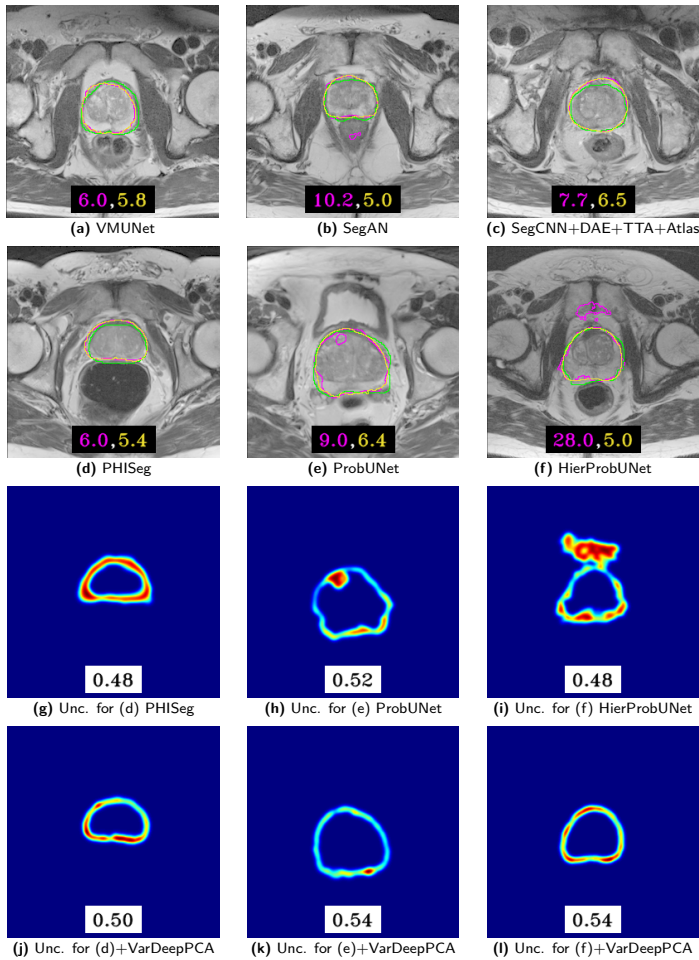 6.0,5.8 10.2,5.0 7.7,6.5
(a) VMUNet (b) SegAN (c) SegCNN+DAE+TTA+Atlas
6.0,5.4 9.0,6.4 28.0,5.0
(d) PHISeg (e) ProbUNet (f) HierProbUNet
0.48 0.52 0.48
(g) Unc. for (d) PHISeg (h) Unc. for (e) ProbUNet (i) Unc. for (f) HierProbUNet
0.50 0.54 0.54
(j) Unc. for (d)+VarDeepPCA (k) Unc. for (e)+VarDeepPCA (l) Unc. for (f)+VarDeepPCA